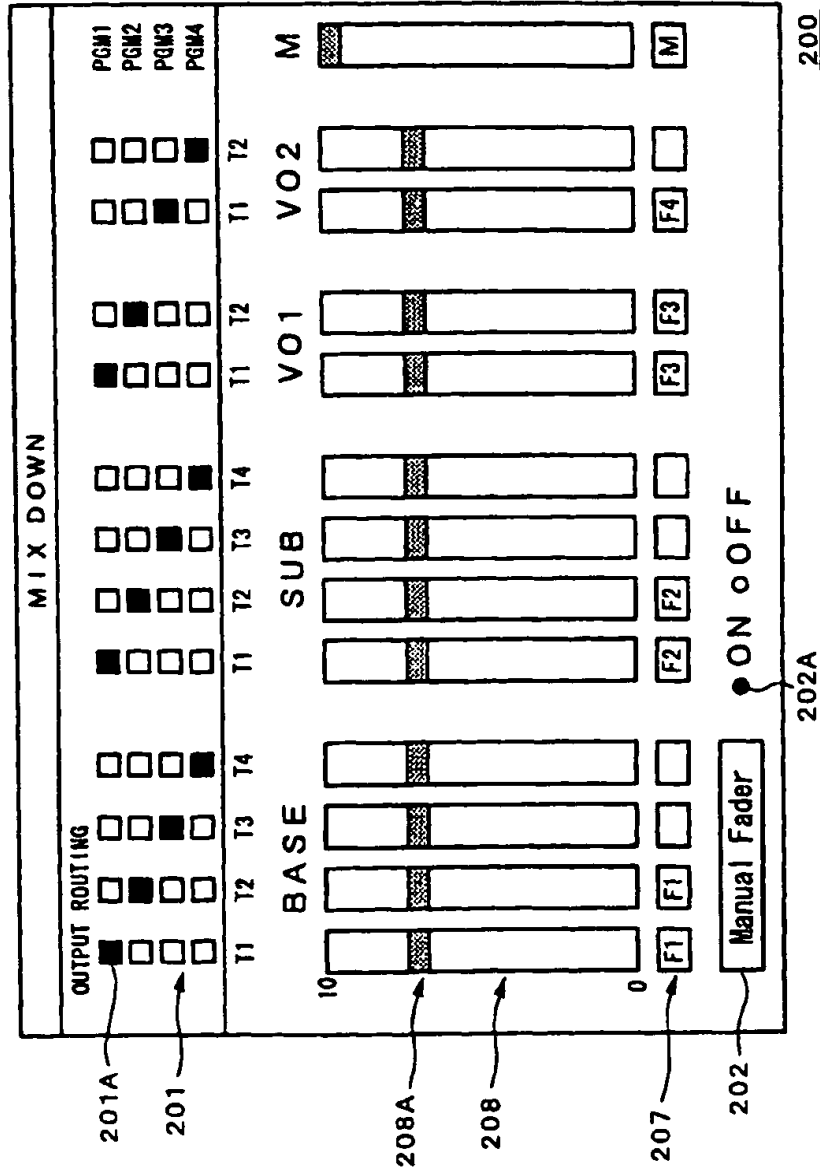 MIX DOWN
OUTPUT ROUTING
PGM1
PGM2
PGM3
PGM4
T1 T2 T3 T4 T1 T2 T3 T4 T1 T2 T1 T2
BASE SUB VO1 VO2 M
10
0
F1 F1 F2 F2 F3 F3 F4 M
Manual Fader ON OFF
201A
201
208A
208
207
202
202A
200